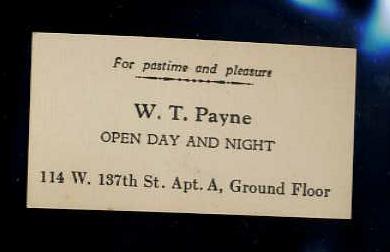 For pastime and pleasure
W. T. Payne
OPEN DAY AND NIGHT
114 W. 137th St. Apt. A, Ground Floor